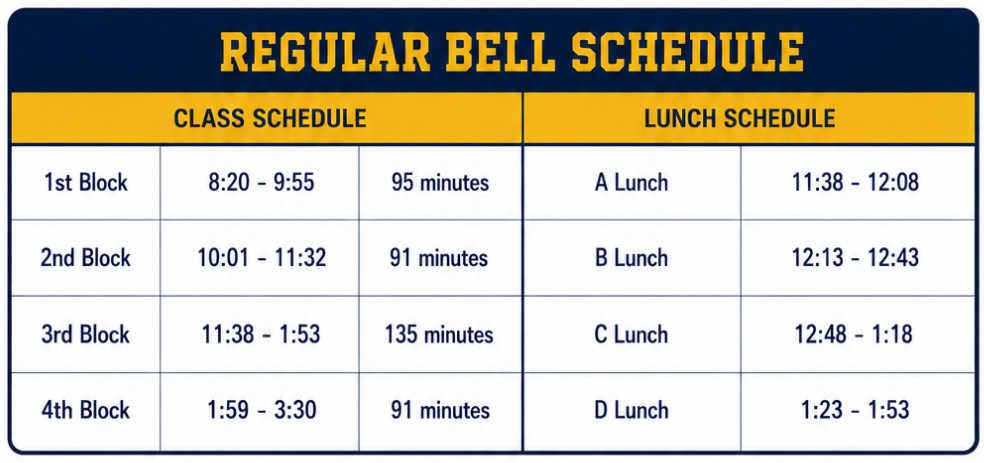 REGULAR BELL SCHEDULE
CLASS SCHEDULE LUNCH SCHEDULE
1st Block 8:20 - 9:55 95 minutes A Lunch 11:38 - 12:08
2nd Block 10:01 - 11:32 91 minutes B Lunch 12:13 - 12:43
3rd Block 11:38 - 1:53 135 minutes C Lunch 12:48 - 1:18
4th Block 1:59 - 3:30 91 minutes D Lunch 1:23 - 1:53